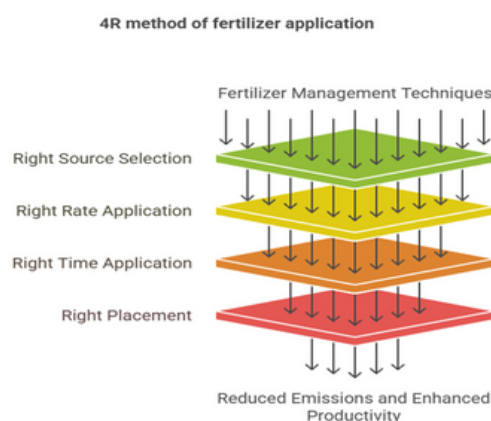 4R method of fertilizer application
Fertilizer Management Techniques
Right Source Selection
Right Rate Application
Right Time Application
Right Placement
Reduced Emissions and Enhanced
Productivity